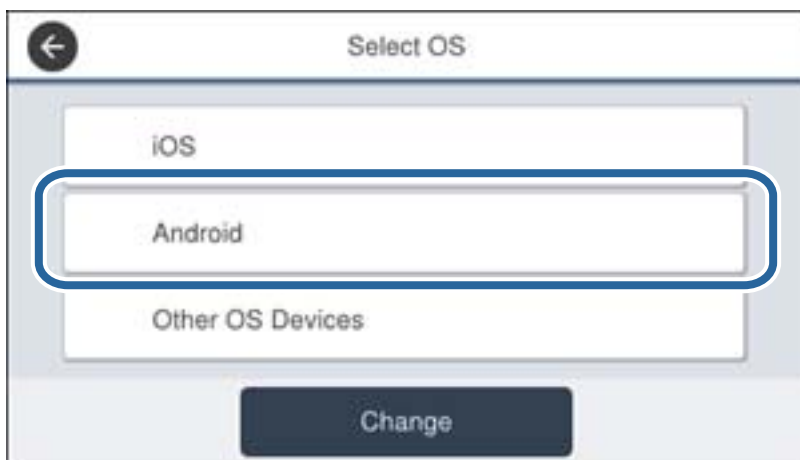 Select OS
iOS
Android
Other OS Devices
Change